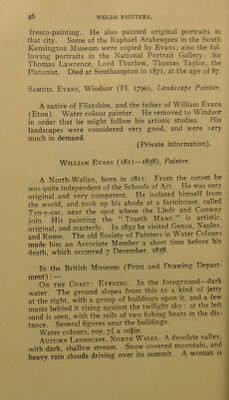 46 WELSH PAINTERS.
fresco-painting. He also painted original portraits in
that city. Some of the Raphael Arabesques in the South
Kensington Museum were copied by Evans; also the fol-
lowing portraits in the National Portrait Gallery: Sir
Thomas Lawrence, Lord Thurlow, Thomas Taylor, the
Platonist. Died at Southampton in 1871, at the age of 87.
SAMUEL EVANS, Windsor (Fl. 1790), Landscape Painter.
A native of Flintshire, and the father of William Evans
(Eton). Water colour painter. He removed to Windsor
in order that he might follow his artistic studies. His
landscapes were considered very good, and were very
much in demand.
(Private information).
WILLIAM EVANS (1811—1858), Painter.
A North-Walian, born in 1811. From the outset he
was quite independent of the Schools of Art. He was very
original and very competent. He isolated himself from
the world, and took up his abode at a farmhouse, called
Tyn-y-car, near the spot where the Lledr and Conway
join. His painting the "Traeth Mawr," is artistic,
original, and masterly. In 1852 he visited Genoa, Naples,
and Rome. The old Society of Painters in Water Colours
made him an Associate Member a short time before his
death, which occurred 7 December, 1858.
In the British Museum (Print and Drawing Depart-
ment):—
ON THE COAST: EVENING. In the foreground—dark
water. The ground slopes from this to a kind of jetty
at the right, with a group of buildings upon it, and a few
masts behind it rising against the twilight sky: at the left
sand is seen, with the sails of two fishing boats in the dis-
tance. Several figures near the buildings.
Water colours, roy, 7¾ x 10¾in.
AUTUMN LANDSCAPE, NORTH WALES. A desolate valley,
with dark, shallow stream. Snow covered mountain, and
heavy rain clouds driving over its summit. A woman is